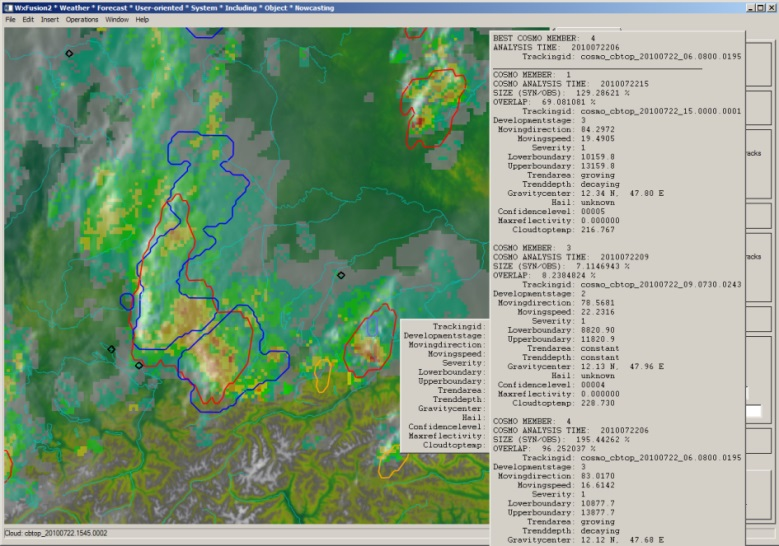 WxFusion2 * Weather * Forecast * User-oriented * System * Including * Object * Nowcasting
File Edit Insert Operations Window Help
BEST COSMO MEMBER: 4
ANALYSIS TIME: 2010072206
Trackingid: cosmo_cbtop_20100722_06.0800.0195
COSMO MEMBER: 1
COSMO ANALYSIS TIME: 2010072215
SIZE (SYN/OBS): 129.28621 %
OVERLAP: 69.081081 %
Trackingid: cosmo_cbtop_20100722_15.0000.0001
Developmentstage: 3
Movingdirection: 84.2972
Movingspeed: 19.4905
Severity: 1
Lowerboundary: 10159.8
Upperboundary: 13159.8
Trendarea: growing
Trenddepth: decaying
Gravitycenter: 12.34 N, 47.80 E
Hail: unknown
Confidencelevel: 00005
Maxreflectivity: 0.000000
Cloudtoptemp: 216.767
COSMO MEMBER: 3
COSMO ANALYSIS TIME: 2010072209
SIZE (SYN/OBS): 7.1146943 %
OVERLAP: 8.2384824 %
Trackingid: cosmo_cbtop_20100722_09.0730.0243
Developmentstage: 2
Movingdirection: 78.5681
Movingspeed: 22.2316
Severity: 1
Lowerboundary: 8820.90
Upperboundary: 11820.9
Trendarea: constant
Trenddepth: constant
Gravitycenter: 12.13 N, 47.96 E
Hail: unknown
Confidencelevel: 00004
Maxreflectivity: 0.000000
Cloudtoptemp: 228.730
COSMO MEMBER: 4
COSMO ANALYSIS TIME: 2010072206
SIZE (SYN/OBS): 195.44262 %
OVERLAP: 96.252037 %
Trackingid: cosmo_cbtop_20100722_06.0800.0195
Developmentstage: 3
Movingdirection: 83.0170
Movingspeed: 16.6142
Severity: 1
Lowerboundary: 10877.7
Upperboundary: 13877.7
Trendarea: growing
Trenddepth: decaying
Gravitycenter: 12.12 N, 47.68 E
Trackingid:
Developmentstage:
Movingdirection:
Movingspeed:
Severity:
Lowerboundary:
Upperboundary:
Trendarea:
Trenddepth:
Gravitycenter:
Hail:
Confidencelevel:
Maxreflectivity:
Cloudtoptemp:
racks
racks
Cloud: cbtop_20100722.1545.0002